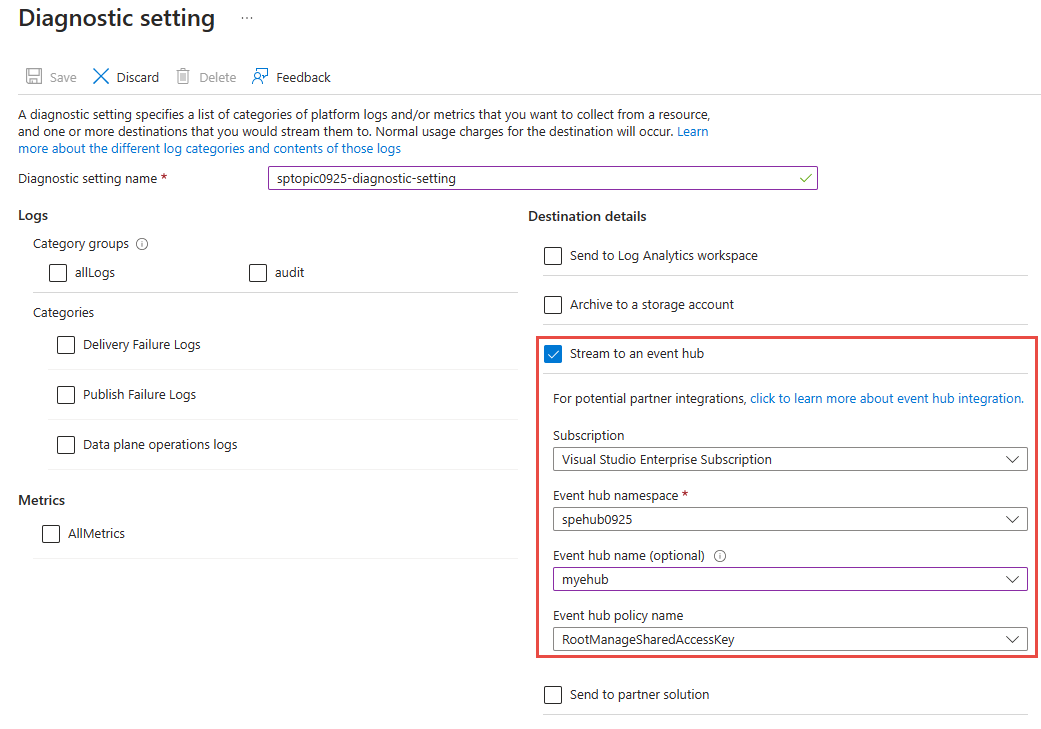 Diagnostic setting ...
Save Discard Delete Feedback
A diagnostic setting specifies a list of categories of platform logs and/or metrics that you want to collect from a resource,
and one or more destinations that you would stream them to. Normal usage charges for the destination will occur. Learn
more about the different log categories and contents of those logs
Diagnostic setting name *
sptopic0925-diagnostic-setting
Logs
Category groups
allLogs
audit
Categories
Delivery Failure Logs
Publish Failure Logs
Data plane operations logs
Metrics
AllMetrics
Destination details
Send to Log Analytics workspace
Archive to a storage account
Stream to an event hub
For potential partner integrations, click to learn more about event hub integration.
Subscription
Visual Studio Enterprise Subscription
Event hub namespace *
spehub0925
Event hub name (optional)
myehub
Event hub policy name
RootManageSharedAccessKey
Send to partner solution